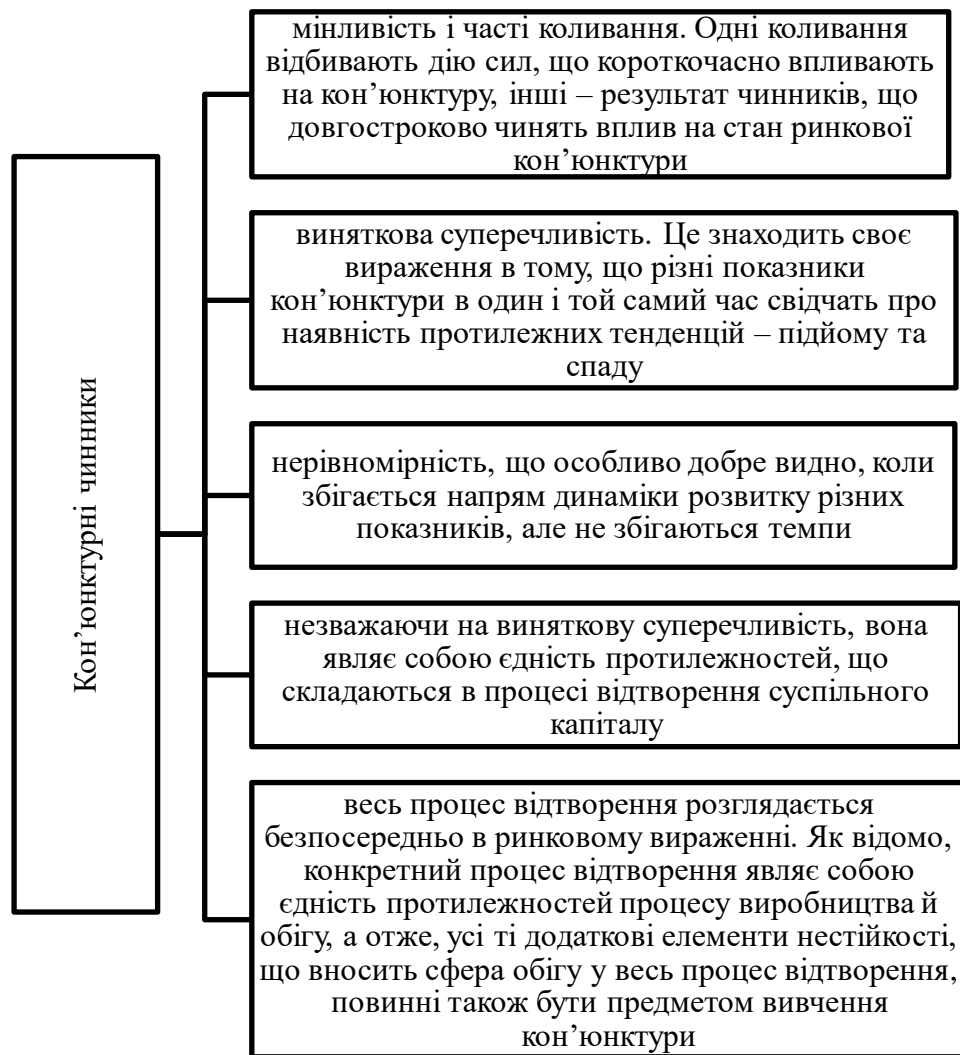 Кон’юнктурні чинники
мінливість і часті коливання. Одні коливання
відбивають дію сил, що короткочасно впливають
на кон’юнктуру, інші – результат чинників, що
довгостроково чинять вплив на стан ринкової
кон’юнктури
виняткова суперечливість. Це знаходить своє
вираження в тому, що різні показники
кон’юнктури в один і той самий час свідчать про
наявність протилежних тенденцій – підйому та
спаду
нерівномірність, що особливо добре видно, коли
збігається напрям динаміки розвитку різних
показників, але не збігаються темпи
незважаючи на виняткову суперечливість, вона
являє собою єдність протилежностей, що
складаються в процесі відтворення суспільного
капіталу
весь процес відтворення розглядається
безпосередньо в ринковому вираженні. Як відомо,
конкретний процес відтворення являє собою
єдність протилежностей процесу виробництва й
обігу, а отже, усі ті додаткові елементи нестійкості,
що вносить сфера обігу у весь процес відтворення,
повинні також бути предметом вивчення
кон’юнктури